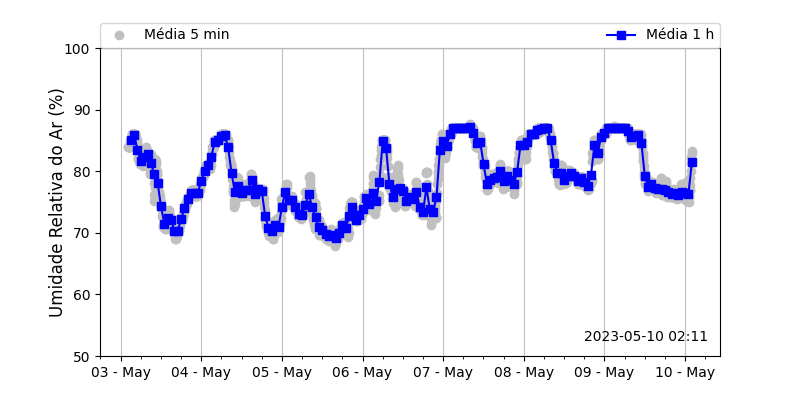 Média 5 min
Média 1 h
Umidade Relativa do Ar (%)
100
90
80
70
60
50
2023-05-10 02:11
03 - May
04 - May
05 - May
06 - May
07 - May
08 - May
09 - May
10 - May